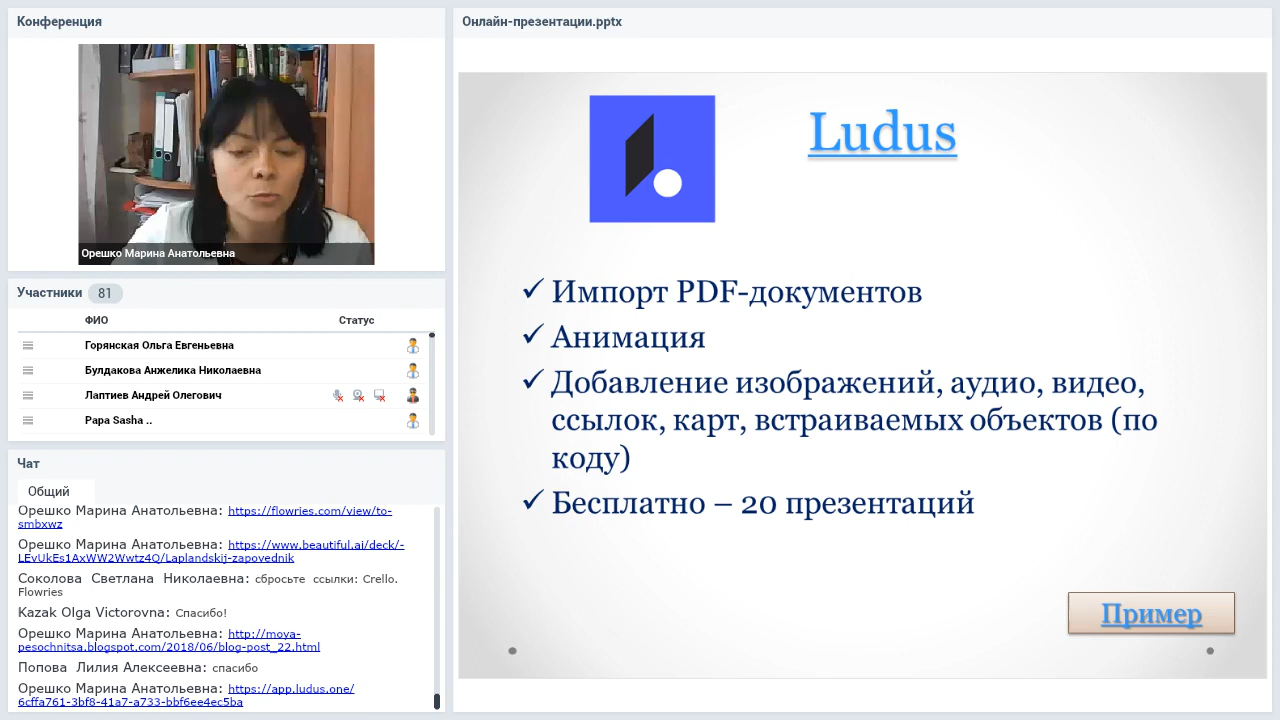 Конференция
Орешко Марина Анатольевна
Участники 81
ФИО Статус
Горянская Ольга Евгеньевна
Булдакова Анжелика Николаевна
Лаптиев Андрей Олегович
Papa Sasha ..
Чат
Общий
Орешко Марина Анатольевна: https://flowries.com/view/to-
smbxwz
Орешко Марина Анатольевна: https://www.beautiful.ai/deck/-
LEvUkEs1AxWW2Wwtz4Q/Laplandskij-zapovednik
Соколова Светлана Николаевна: сбросьте ссылки: Crello.
Flowries
Kazak Olga Victorovna: Спасибо!
Орешко Марина Анатольевна: http://moya-
pesochnitsa.blogspot.com/2018/06/blog-post_22.html
Попова Лилия Алексеевна: спасибо
Орешко Марина Анатольевна: https://app.ludus.one/
6cffa761-3bf8-41a7-a733-bbf6ee4ec5ba
Онлайн-презентации.pptx
Ludus
Импорт PDF-документов
Анимация
Добавление изображений, аудио, видео,
ссылок, карт, встраиваемых объектов (по
коду)
Бесплатно – 20 презентаций
Пример